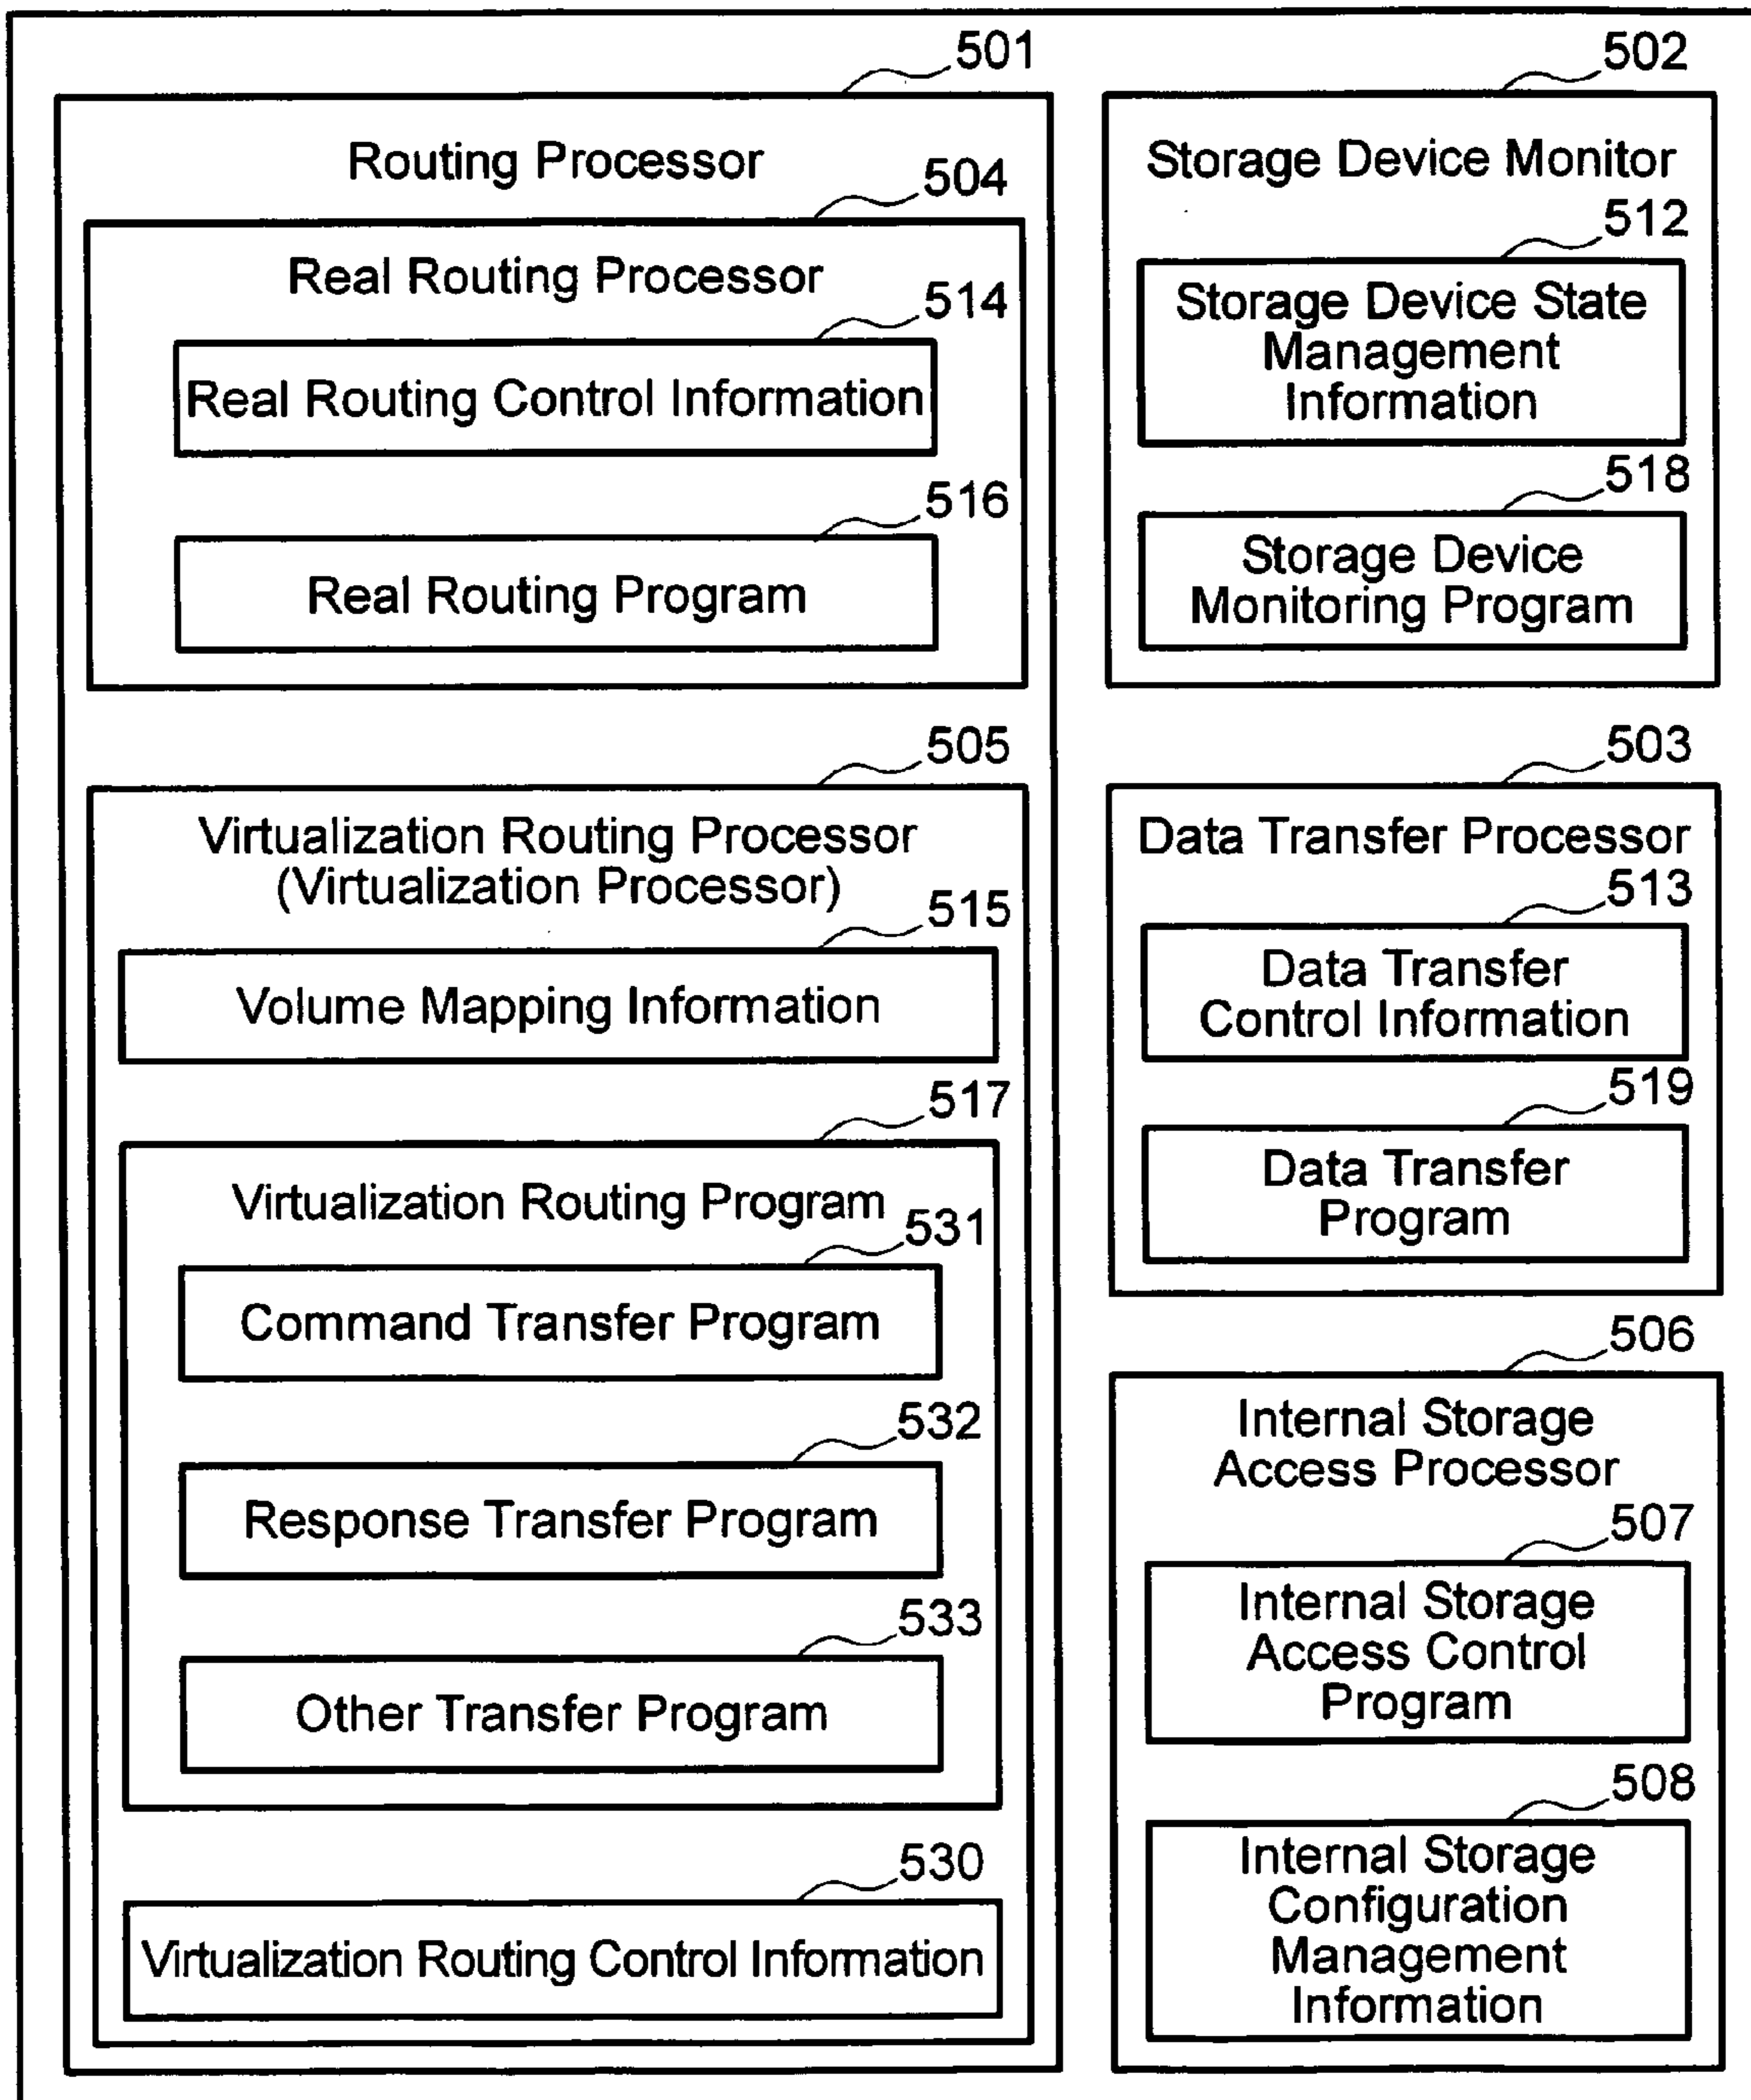 501
Routing Processor
504
Real Routing Processor
514
Real Routing Control Information
516
Real Routing Program
505
Virtualization Routing Processor
(Virtualization Processor)
515
Volume Mapping Information
517
Virtualization Routing Program
531
Command Transfer Program
532
Response Transfer Program
533
Other Transfer Program
530
Virtualization Routing Control Information
502
Storage Device Monitor
512
Storage Device State
Management
Information
518
Storage Device
Monitoring Program
503
Data Transfer Processor
513
Data Transfer
Control Information
519
Data Transfer
Program
506
Internal Storage
Access Processor
507
Internal Storage
Access Control
Program
508
Internal Storage
Configuration
Management
Information